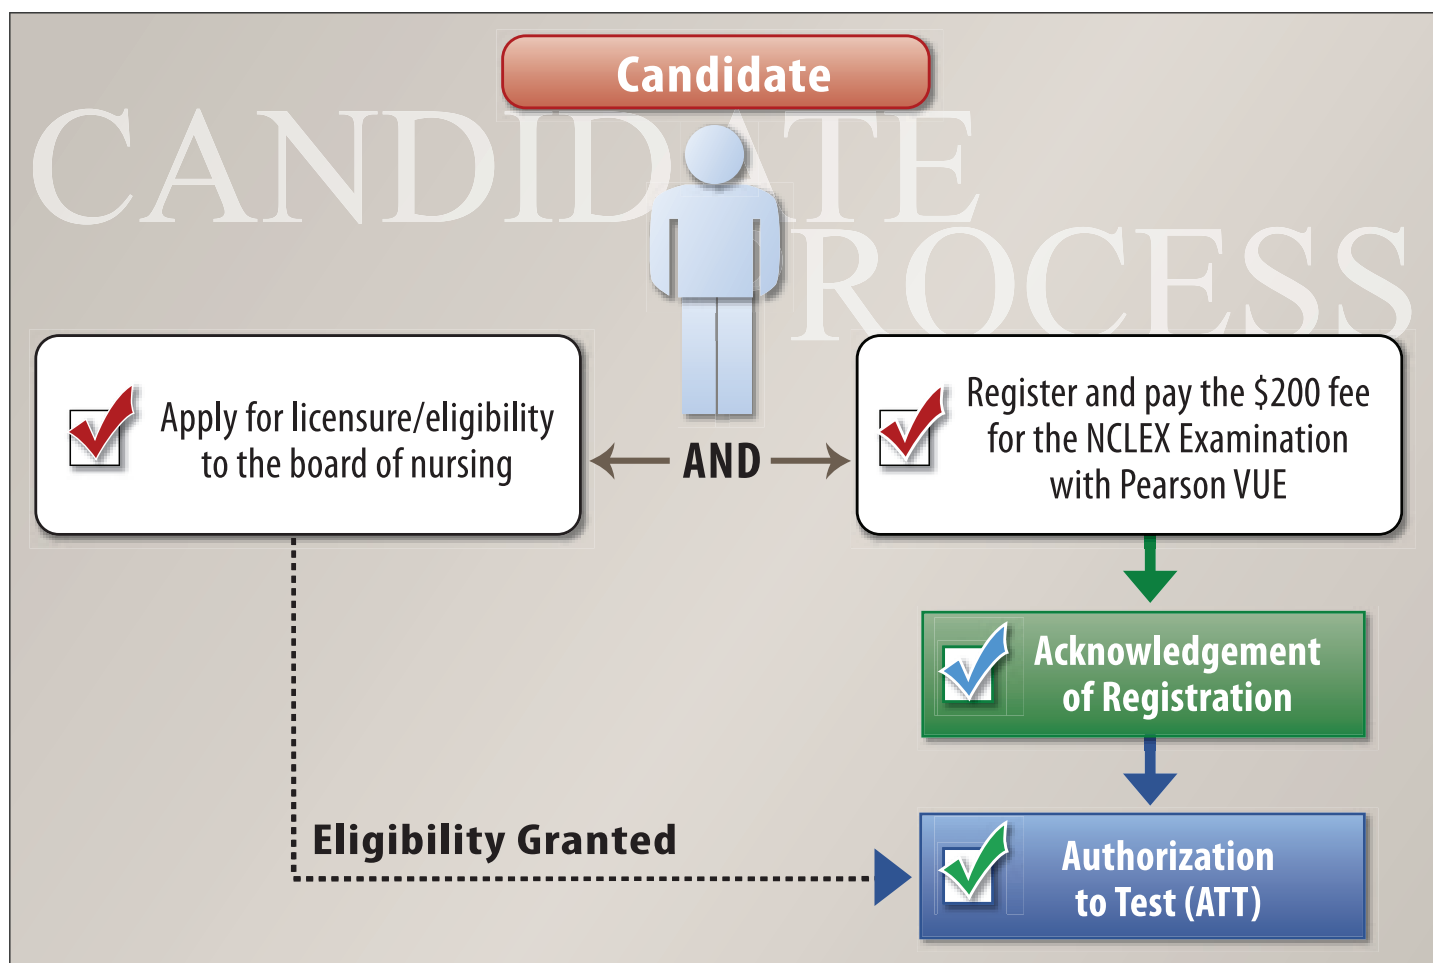 Candidate
CANDIDATE
PROCESS
Apply for licensure/eligibility
to the board of nursing
AND
Register and pay the $200 fee
for the NCLEX Examination
with Pearson VUE
Acknowledgement
of Registration
Eligibility Granted
Authorization
to Test (ATT)